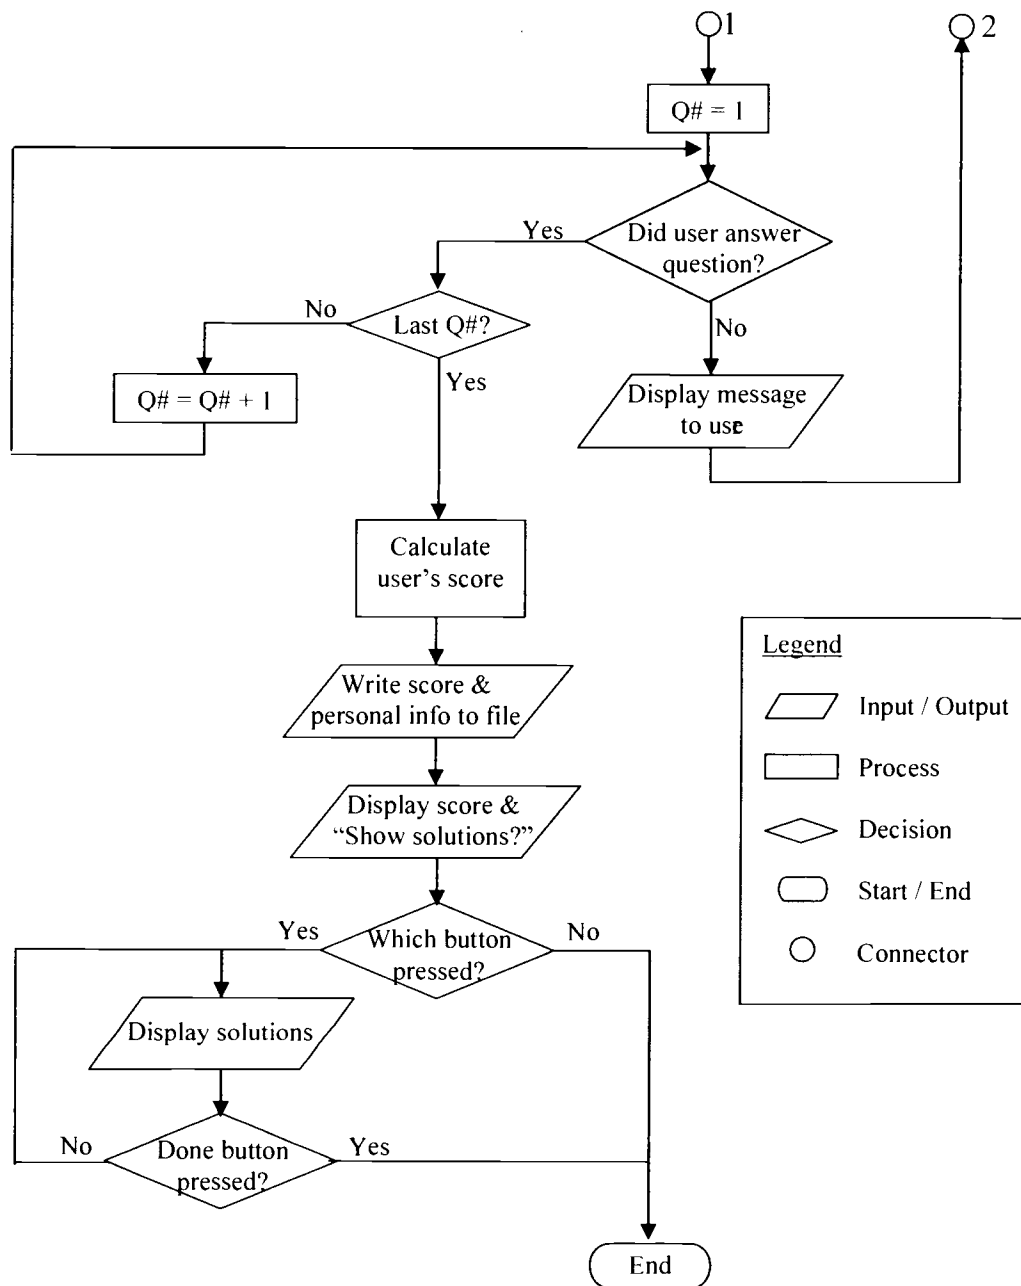 1
2
Q# = 1
Yes
Did user answer
question?
No
Last Q#?
No
Yes
Q# = Q# + 1
Display message
to user
Calculate
user's score
Write score &
personal info to file
Display score &
“Show solutions?”
Yes
Which button
pressed?
No
Display solutions
No
Done button
pressed?
Yes
End
Legend
Input / Output
Process
Decision
Start / End
Connector